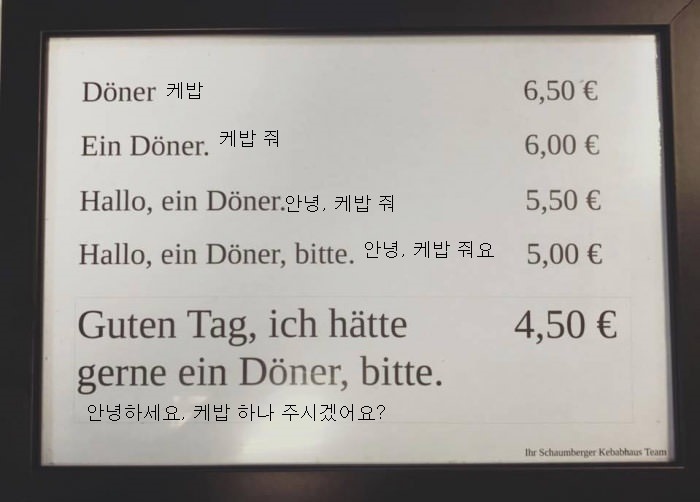 Döner 케밥 6,50 €
Ein Döner. 케밥 줘 6,00 €
Hallo, ein Döner.안녕, 케밥 줘 5,50 €
Hallo, ein Döner, bitte. 안녕, 케밥 줘요 5,00 €
Guten Tag, ich hätte 4,50 €
gerne ein Döner, bitte.
안녕하세요, 케밥 하나 주시겠어요?
Ihr Schaumberger Kebabhaus Team